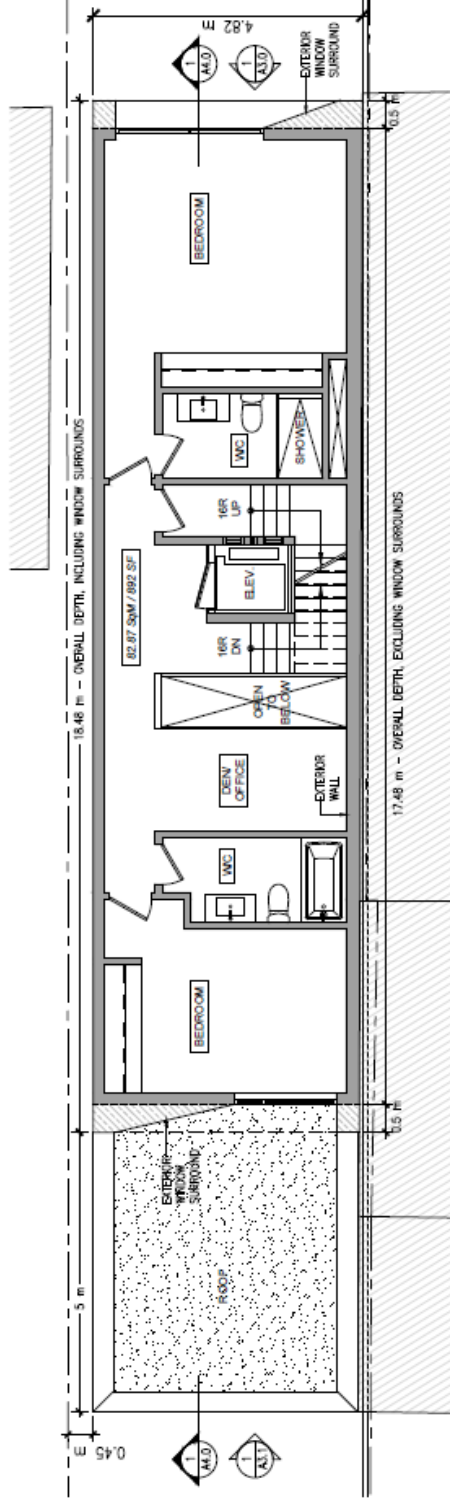 4.82 m
1
A4.0
1
A3.0
EXTERIOR
WINDOW
SURROUND
0.5 m
18.48 m - OVERALL DEPTH, INCLUDING WINDOW SURROUNDS
BEDROOM
W/C
SHOWER
16R
UP
82.87 SqM / 892 SF
ELEV.
16R
DN
OPEN
TO
BELOW
DEN/
OFFICE
EXTERIOR
WALL
17.48 m - OVERALL DEPTH, EXCLUDING WINDOW SURROUNDS
W/C
BEDROOM
0.5 m
EXTERIOR
WINDOW
SURROUND
5 m
ROOF
0.45 m
1
A4.0
1
A3.1